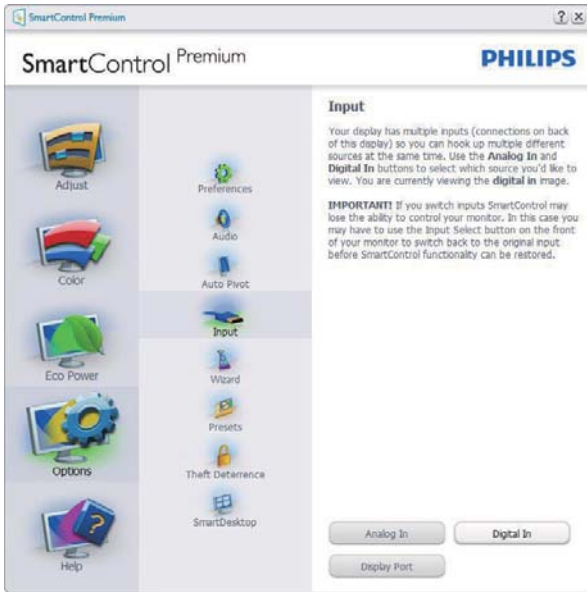 SmartControl Premium
SmartControl Premium
PHILIPS
Adjust
Color
Eco Power
Options
Help
Preferences
Audio
Auto Pivot
Input
Wizard
Presets
Theft Deterrence
SmartDesktop
Input
Your display has multiple inputs (connections on back
of this display) so you can hook up multiple different
sources at the same time. Use the Analog In and
Digital In buttons to select which source you'd like to
view. You are currently viewing the digital in image.
IMPORTANT! If you switch inputs SmartControl may
lose the ability to control your monitor. In this case you
may have to use the Input Select button on the front
of your monitor to switch back to the original input
before SmartControl functionality can be restored.
Analog In
Digital In
Display Port